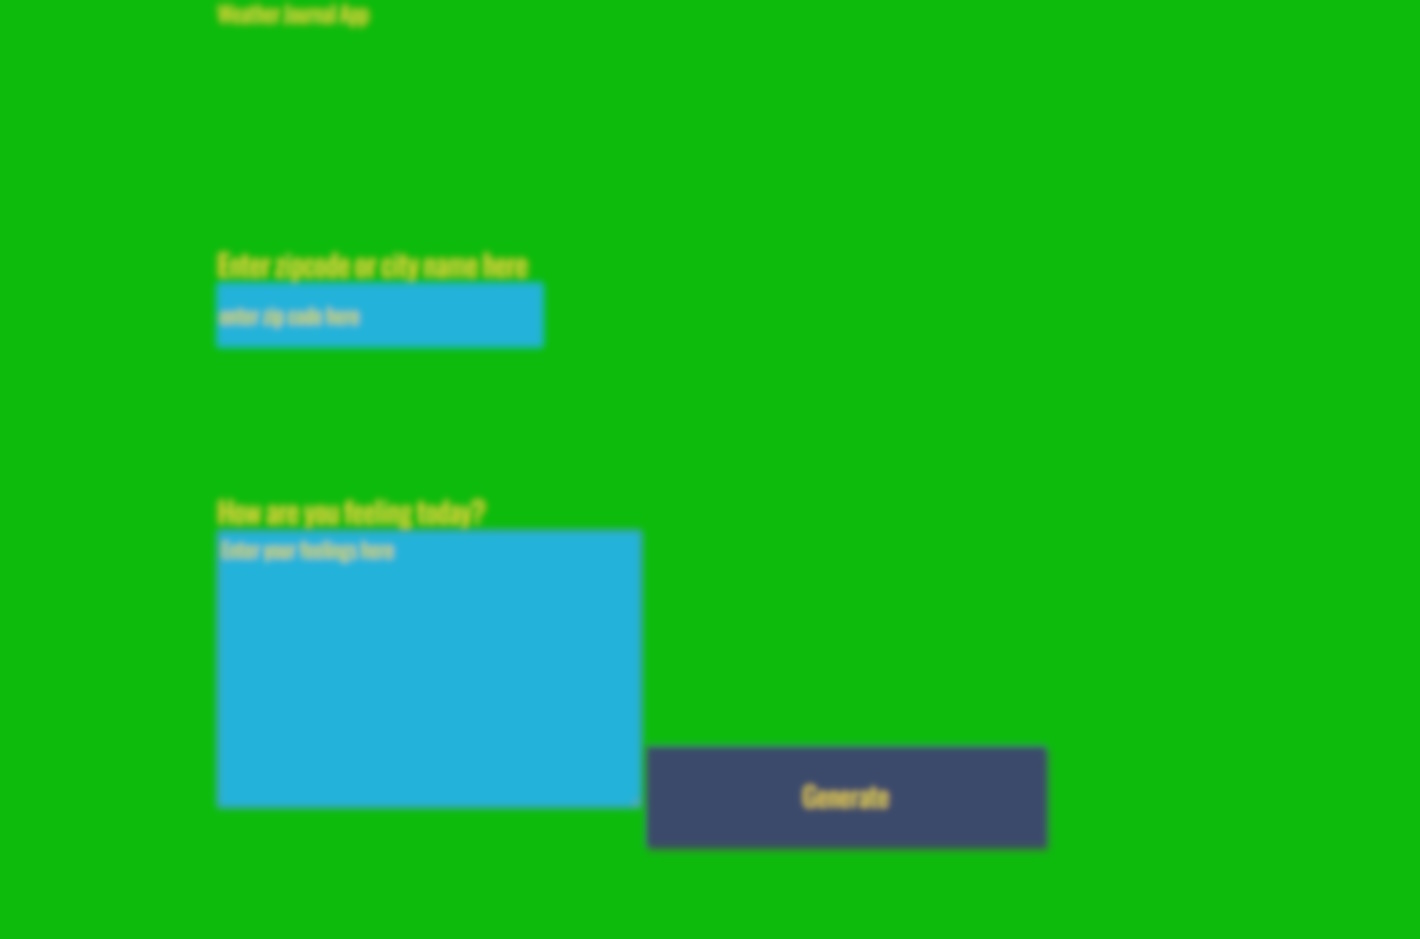 Weather Journal App
Enter zipcode or city name here
enter zip code here
How are you feeling today?
Enter your feelings here
Generate